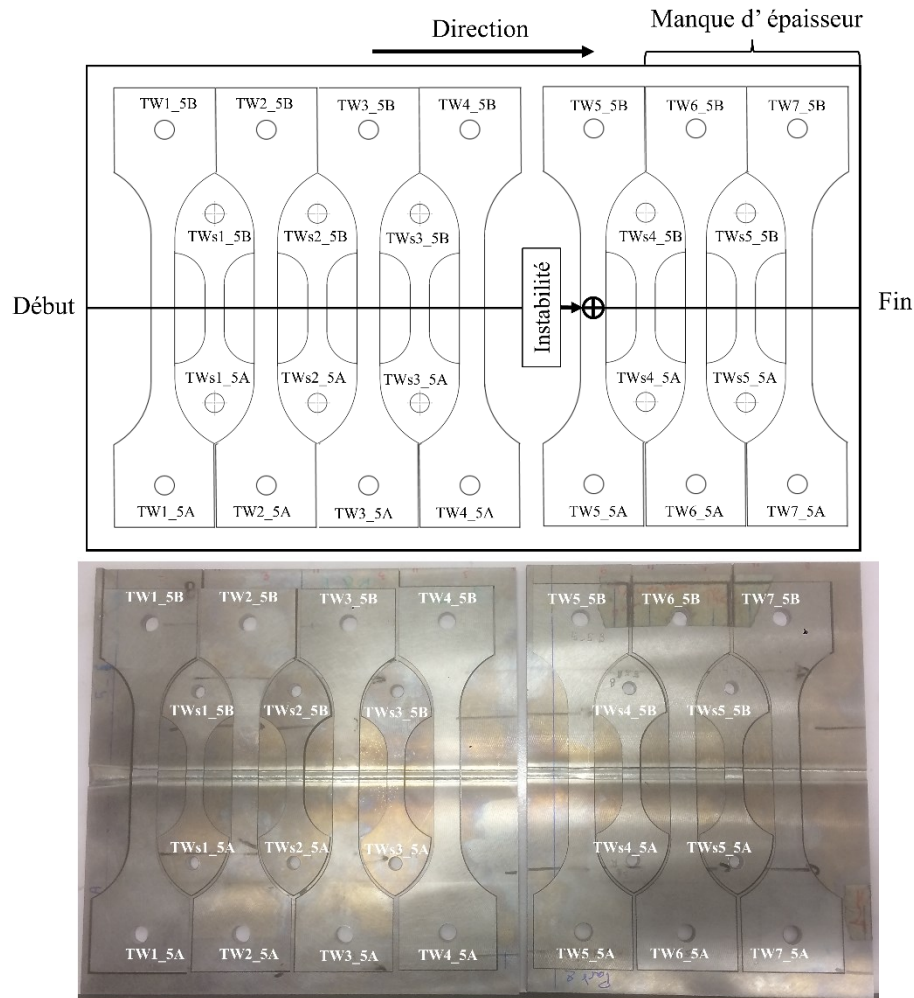 Direction
Manque d' épaisseur
TW1_5B TW2_5B TW3_5B TW4_5B TW5_5B TW6_5B TW7_5B
TWs1_5B TWs2_5B TWs3_5B TWs4_5B TWs5_5B
Début
Instabilité
Fin
TWs1_5A TWs2_5A TWs3_5A TWs4_5A TWs5_5A
TW1_5A TW2_5A TW3_5A TW4_5A TW5_5A TW6_5A TW7_5A
TW1_5B TW2_5B TW3_5B TW4_5B TW5_5B TW6_5B TW7_5B
TWs1_5B TWs2_5B TWs3_5B TWs4_5B TWs5_5B
TWs1_5A TWs2_5A TWs3_5A TWs4_5A TWs5_5A
TW1_5A TW2_5A TW3_5A TW4_5A TW5_5A TW6_5A TW7_5A